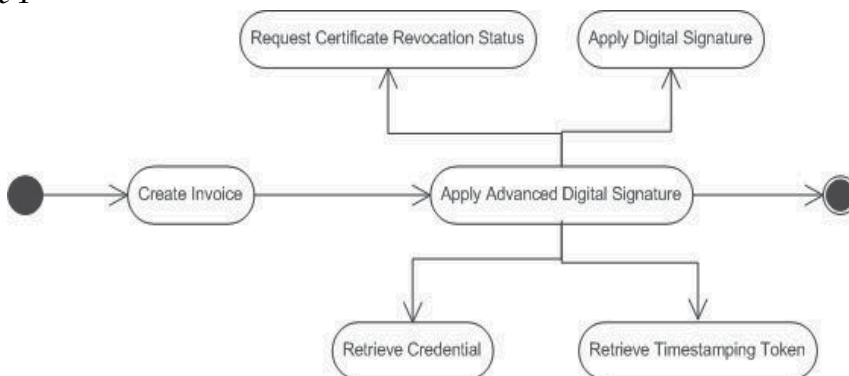 Request Certificate Revocation Status
Apply Digital Signature
Create Invoice
Apply Advanced Digital Signature
Retrieve Credential
Retrieve Timestamping Token